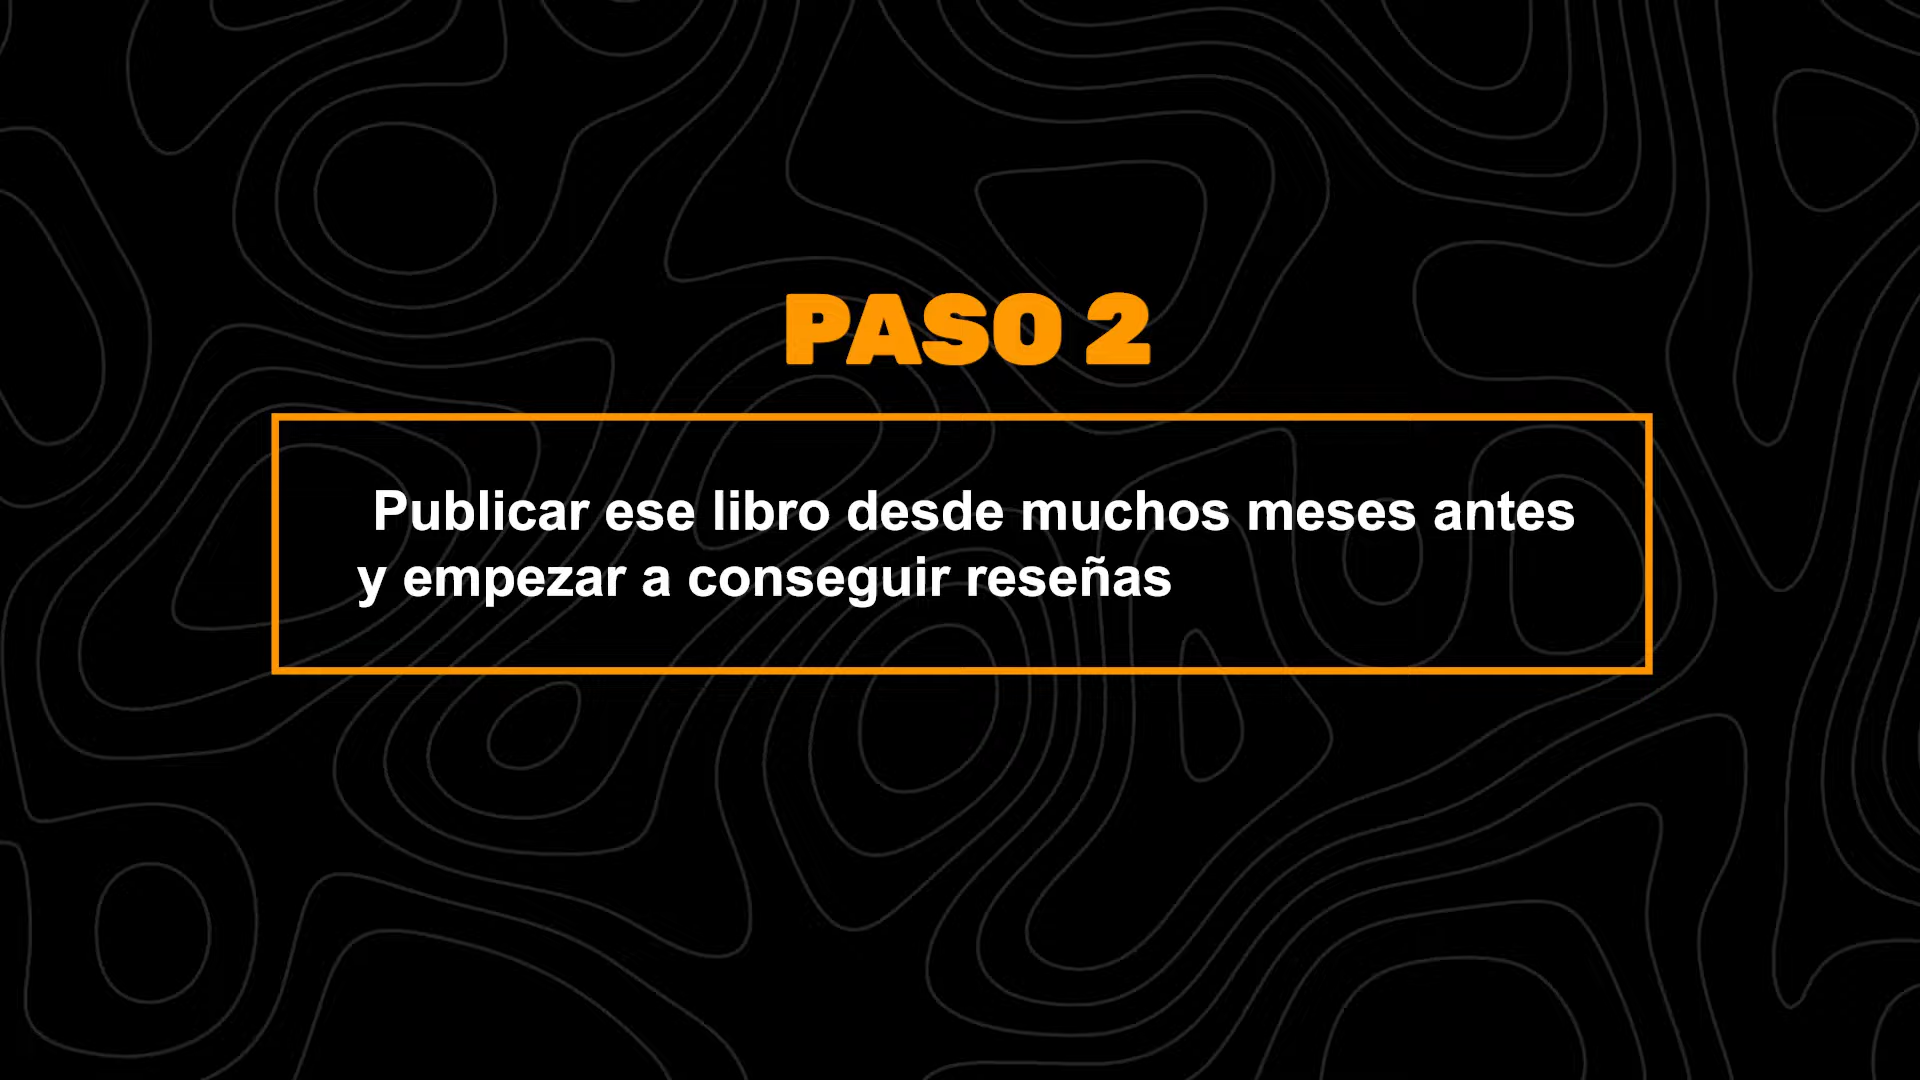 PASO 2
Publicar ese libro desde muchos meses antes
y empezar a conseguir reseñas